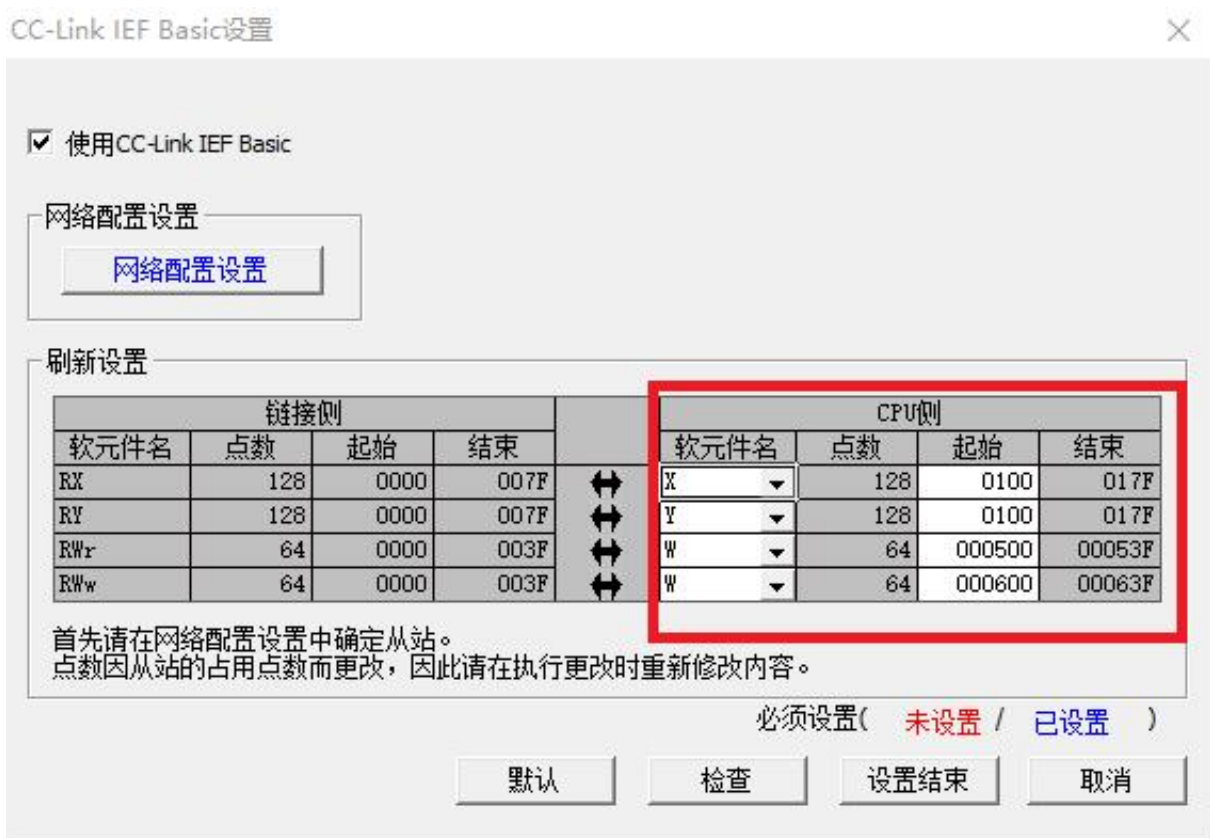 CC-Link IEF Basic设置
使用CC-Link IEF Basic
网络配置设置
网络配置设置
刷新设置
链接侧 CPU侧
软元件名 点数 起始 结束 软元件名 点数 起始 结束
RX 128 0000 007F X 128 0100 017F
RY 128 0000 007F Y 128 0100 017F
RWr 64 0000 003F W 64 000500 00053F
RWw 64 0000 003F W 64 000600 00063F
首先请在网络配置设置中确定从站。
点数因从站的占用点数而更改，因此请在执行更改时重新修改内容。
必须设置( 未设置 / 已设置 )
默认 检查 设置结束 取消